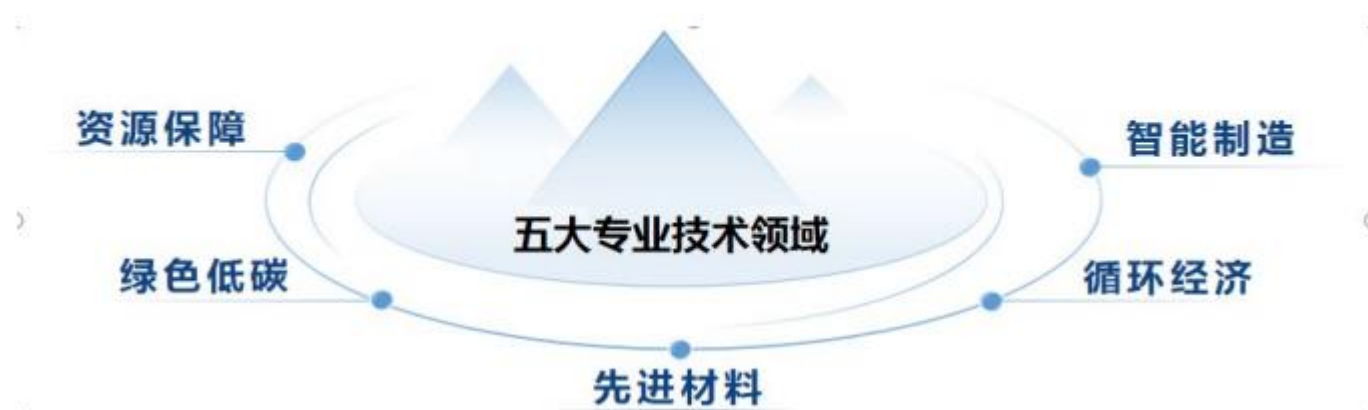 资源保障
智能制造
五大专业技术领域
绿色低碳
循环经济
先进材料